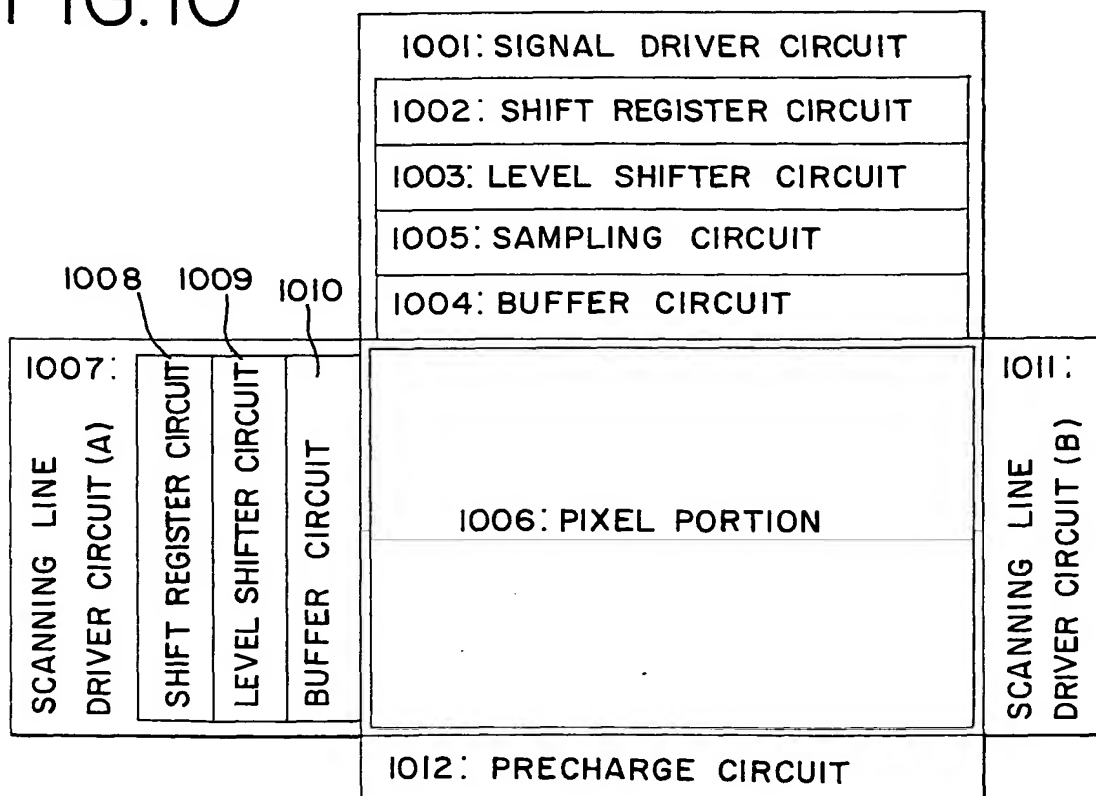 FIG.10
1001: SIGNAL DRIVER CIRCUIT
1002: SHIFT REGISTER CIRCUIT
1003: LEVEL SHIFTER CIRCUIT
1005: SAMPLING CIRCUIT
1004: BUFFER CIRCUIT
1008
1009
1010
1007:
SCANNING LINE
DRIVER CIRCUIT (A)
SHIFT REGISTER CIRCUIT
LEVEL SHIFTER CIRCUIT
BUFFER CIRCUIT
1006: PIXEL PORTION
1011:
SCANNING LINE
DRIVER CIRCUIT (B)
1012: PRECHARGE CIRCUIT